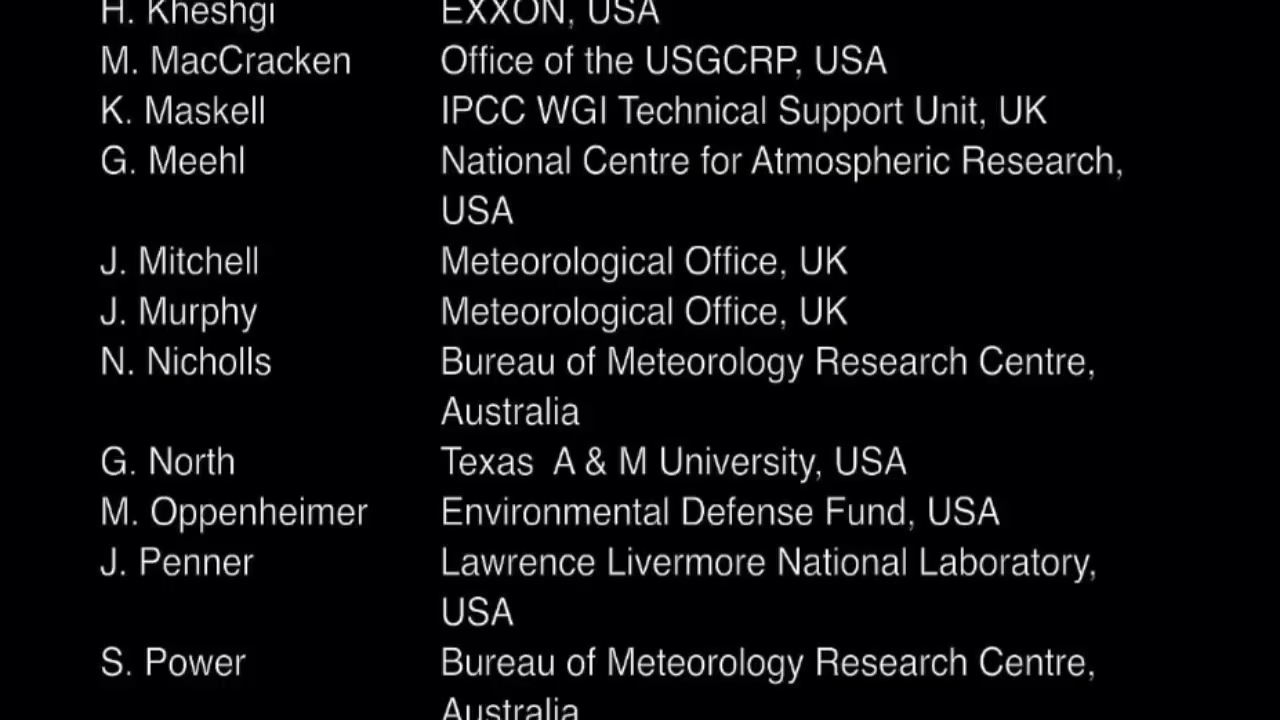 H. Kheshgi EXXON, USA
M. MacCracken Office of the USGCRP, USA
K. Maskell IPCC WGI Technical Support Unit, UK
G. Meehl National Centre for Atmospheric Research,
USA
J. Mitchell Meteorological Office, UK
J. Murphy Meteorological Office, UK
N. Nicholls Bureau of Meteorology Research Centre,
Australia
G. North Texas  A & M University, USA
M. Oppenheimer Environmental Defense Fund, USA
J. Penner Lawrence Livermore National Laboratory,
USA
S. Power Bureau of Meteorology Research Centre,
Australia